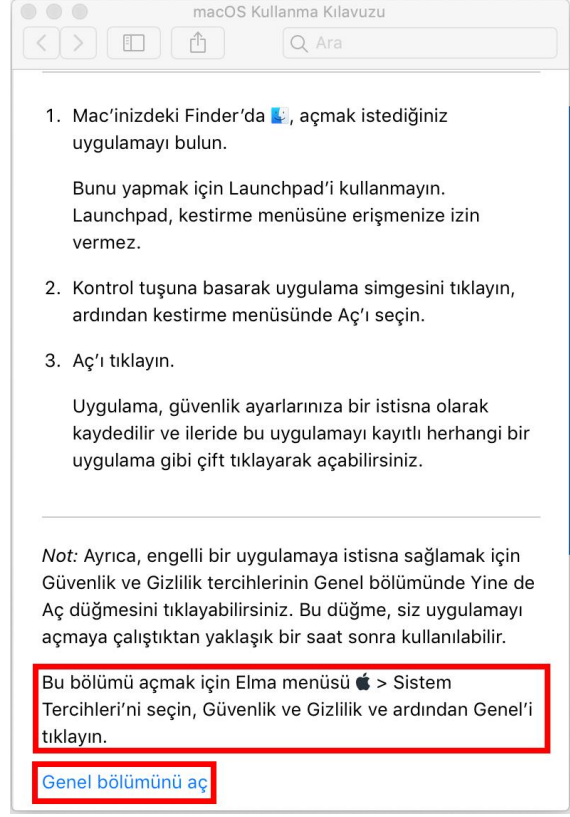 macOS Kullanma Kılavuzu
Ara
1. Mac’inizdeki Finder’da , açmak istediğiniz
uygulamayı bulun.
Bunu yapmak için Launchpad’i kullanmayın.
Launchpad, kestirme menüsüne erişmenize izin
vermez.
2. Kontrol tuşuna basarak uygulama simgesini tıklayın,
ardından kestirme menüsünde Aç’ı seçin.
3. Aç’ı tıklayın.
Uygulama, güvenlik ayarlarınıza bir istisna olarak
kaydedilir ve ileride bu uygulamayı kayıtlı herhangi bir
uygulama gibi çift tıklayarak açabilirsiniz.
Not: Ayrıca, engelli bir uygulamaya istisna sağlamak için
Güvenlik ve Gizlilik tercihlerinin Genel bölümünde Yine de
Aç düğmesini tıklayabilirsiniz. Bu düğme, siz uygulamayı
açmaya çalıştıktan yaklaşık bir saat sonra kullanılabilir.
Bu bölümü açmak için Elma menüsü > Sistem
Tercihleri’ni seçin, Güvenlik ve Gizlilik ve ardından Genel’i
tıklayın.
Genel bölümünü aç